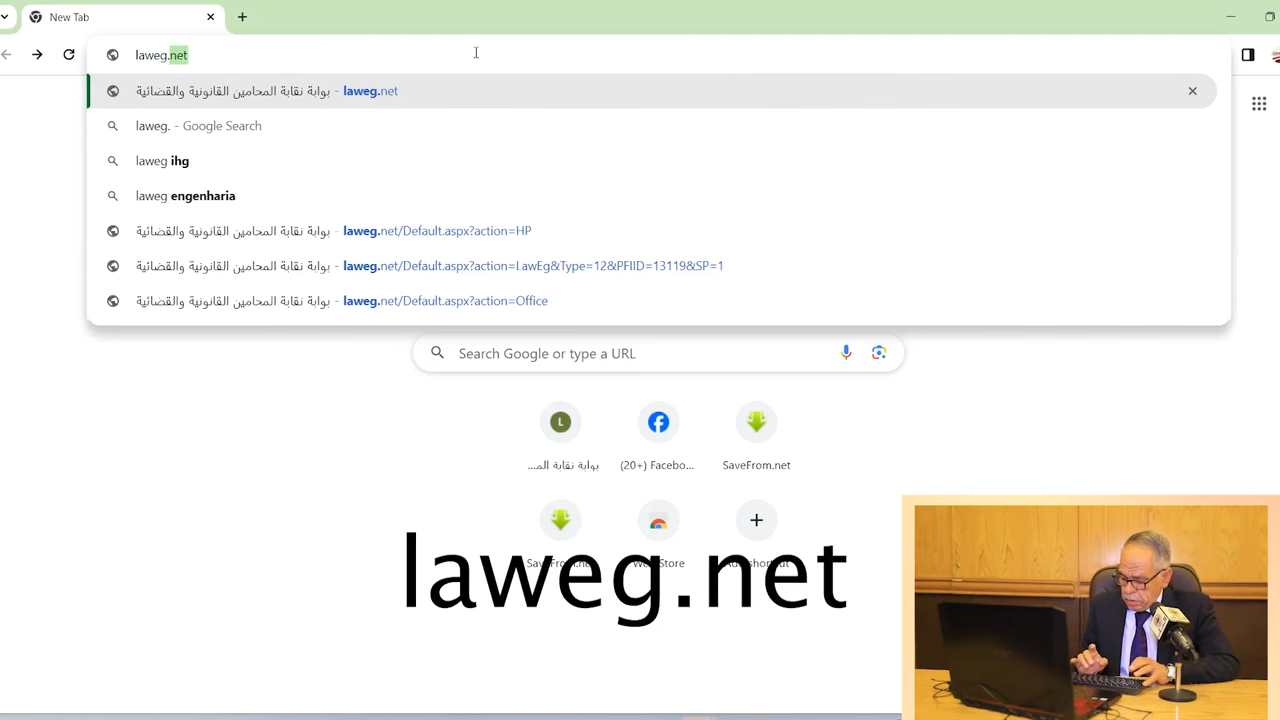 New Tab
laweg.net
بوابة نقابة المحامين القانونية والقضائية - laweg.net
laweg. - Google Search
laweg ihg
laweg engenharia
بوابة نقابة المحامين القانونية والقضائية - laweg.net/Default.aspx?action=HP
بوابة نقابة المحامين القانونية والقضائية - laweg.net/Default.aspx?action=LawEg&Type=12&PFIID=13119&SP=1
بوابة نقابة المحامين القانونية والقضائية - laweg.net/Default.aspx?action=Office
Search Google or type a URL
L
بوابة نقابة الم...
(20+) Facebo...
SaveFrom.net
laweg.net